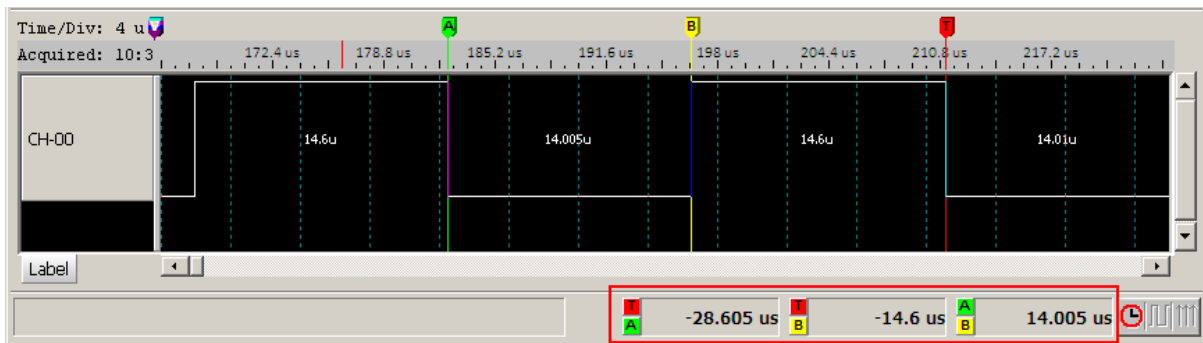 Time/Div: 4 u
A B T
Acquired: 10:3 172.4 us 178.8 us 185.2 us 191.6 us 198 us 204.4 us 210.8 us 217.2 us
CH-00 14.6u 14.005u 14.6u 14.01u
Label
T A -28.605 us T B -14.6 us A B 14.005 us